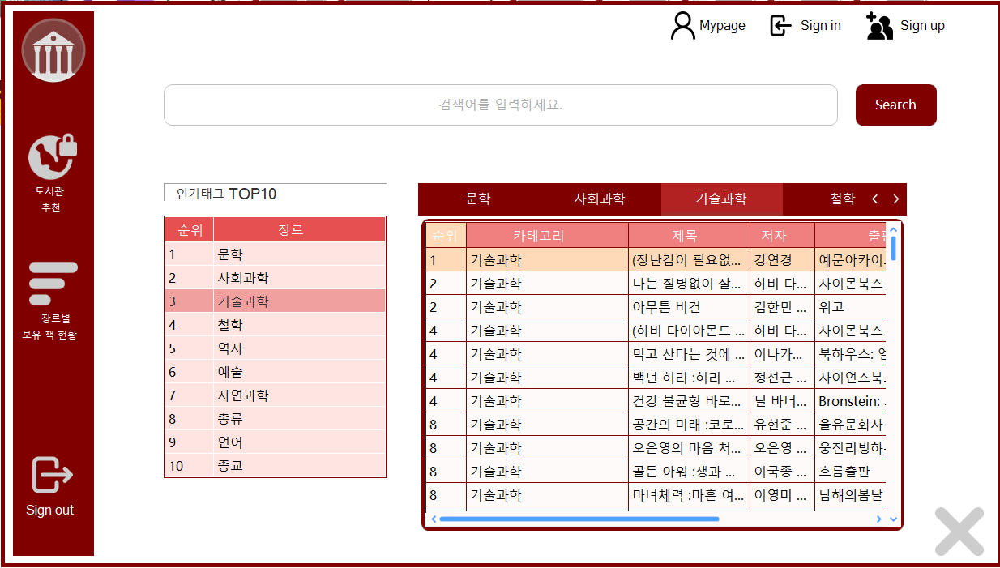 Mypage
Sign in
Sign up
검색어를 입력하세요.
Search
도서관
추천
장르별
보유 책 현황
Sign out
인기태그 TOP10
순위 장르
1 문학
2 사회과학
3 기술과학
4 철학
5 역사
6 예술
7 자연과학
8 총류
9 언어
10 종교
문학 사회과학 기술과학 철학
순위 카테고리 제목 저자
1 기술과학 (장난감이 필요없... 강연경 예문아카이
2 기술과학 나는 질병없이 살... 하비 다... 사이몬북스
2 기술과학 아무튼 비건 김한민 ... 위고
4 기술과학 (하비 다이아몬드 ... 하비 다... 사이몬북스
4 기술과학 먹고 산다는 것에 ... 이나가... 북하우스:
4 기술과학 백년 허리 :허리 ... 정선근 ... 사이언스북
4 기술과학 건강 불균형 바로... 닐 바너... Bronstein:
8 기술과학 공간의 미래 :코로... 유현준 ... 을유문화사
8 기술과학 오은영의 마음 처... 오은영 ... 웅진리빙하
8 기술과학 골든 아워 :생과 ... 이국종 ... 흐름출판
8 기술과학 마녀체력 :마흔 여... 이영미 ... 남해의봄날